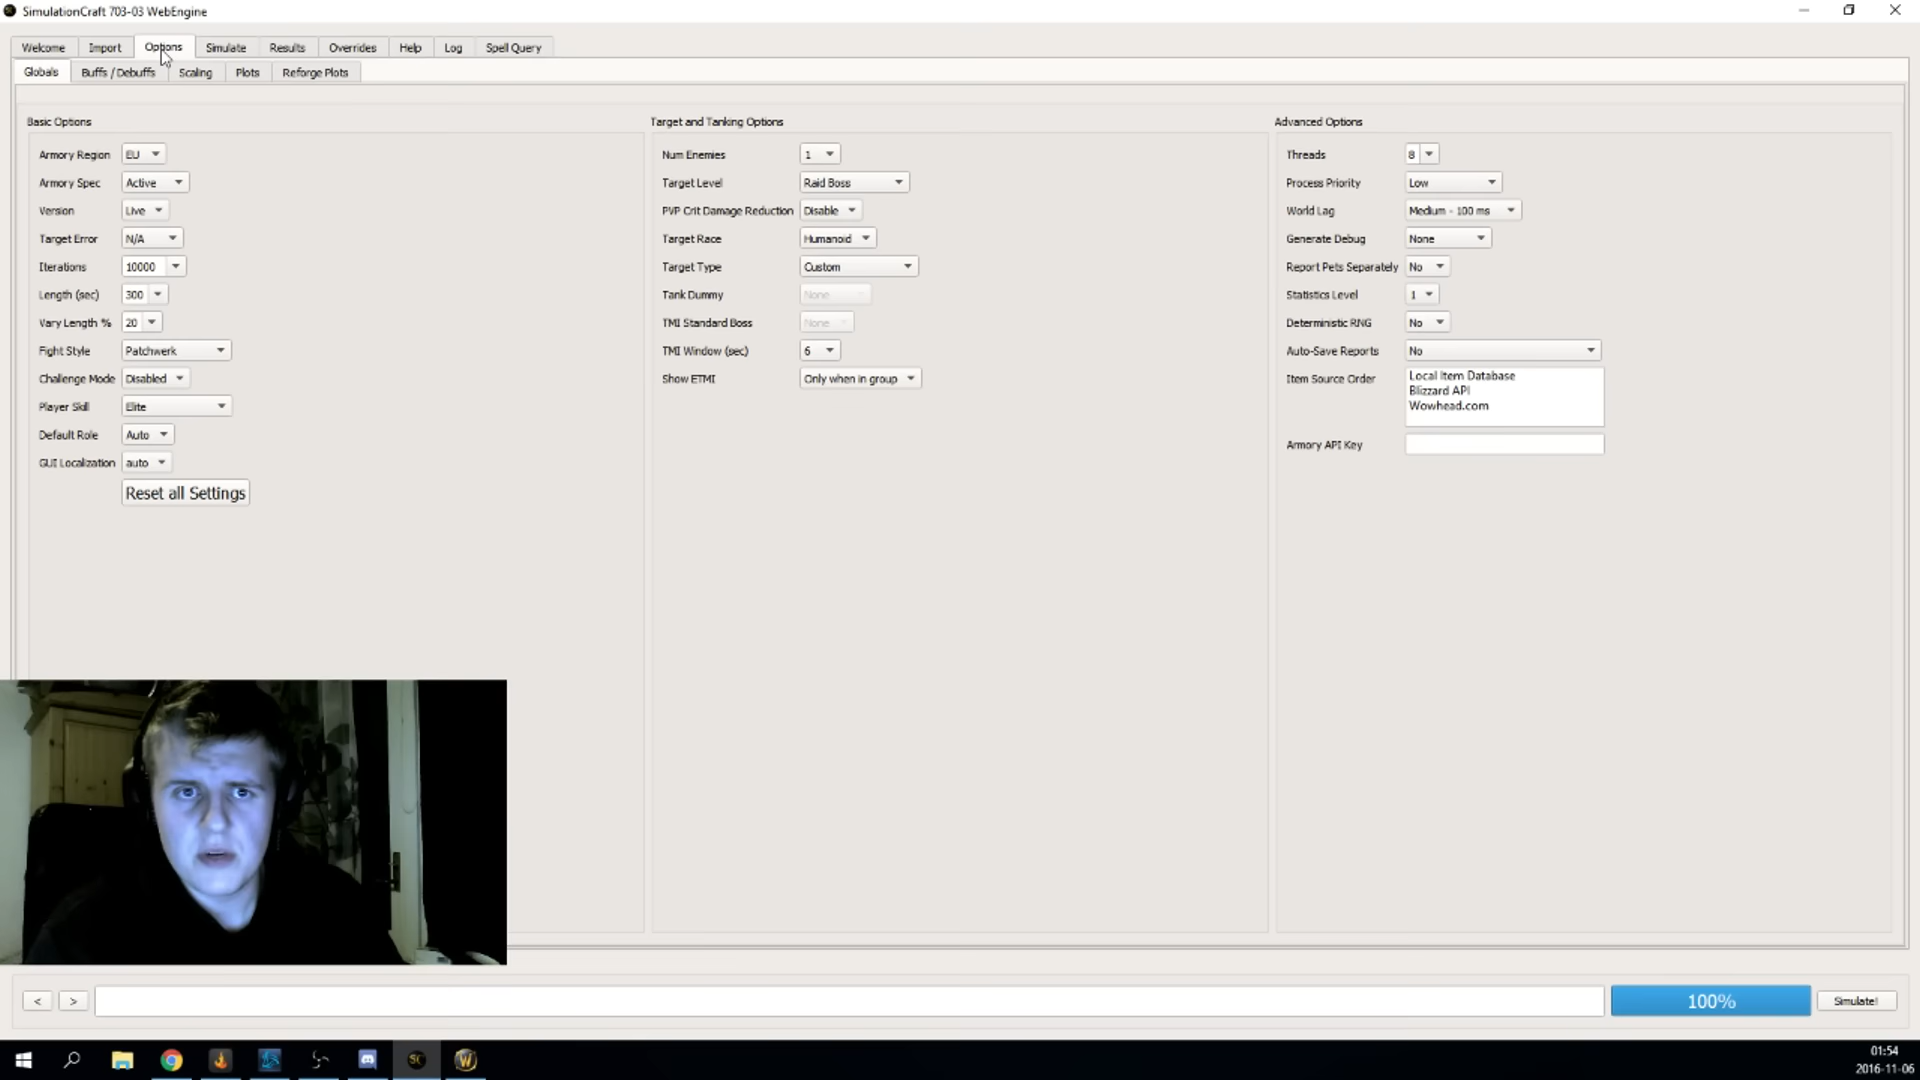 SimulationCraft 703-03 WebEngine
Welcome Import Options Simulate Results Overrides Help Log Spell Query
Globals Buffs / Debuffs Scaling Plots Reforge Plots
Basic Options
Armory Region EU
Armory Spec Active
Version Live
Target Error N/A
Iterations 10000
Length (sec) 300
Vary Length % 20
Fight Style Patchwerk
Challenge Mode Disabled
Player Skill Elite
Default Role Auto
GUI Localization auto
Reset all Settings
Target and Tanking Options
Num Enemies 1
Target Level Raid Boss
PVP Crit Damage Reduction Disable
Target Race Humanoid
Target Type Custom
Tank Dummy None
TMI Standard Boss None
TMI Window (sec) 6
Show ETMI Only when in group
Advanced Options
Threads 8
Process Priority Low
World Lag Medium - 100 ms
Generate Debug None
Report Pets Separately No
Statistics Level 1
Deterministic RNG No
Auto-Save Reports No
Item Source Order Local Item Database
Blizzard API
Wowhead.com
Armory API Key
< > 100% Simulate!
SC W 01:54
2016-11-06